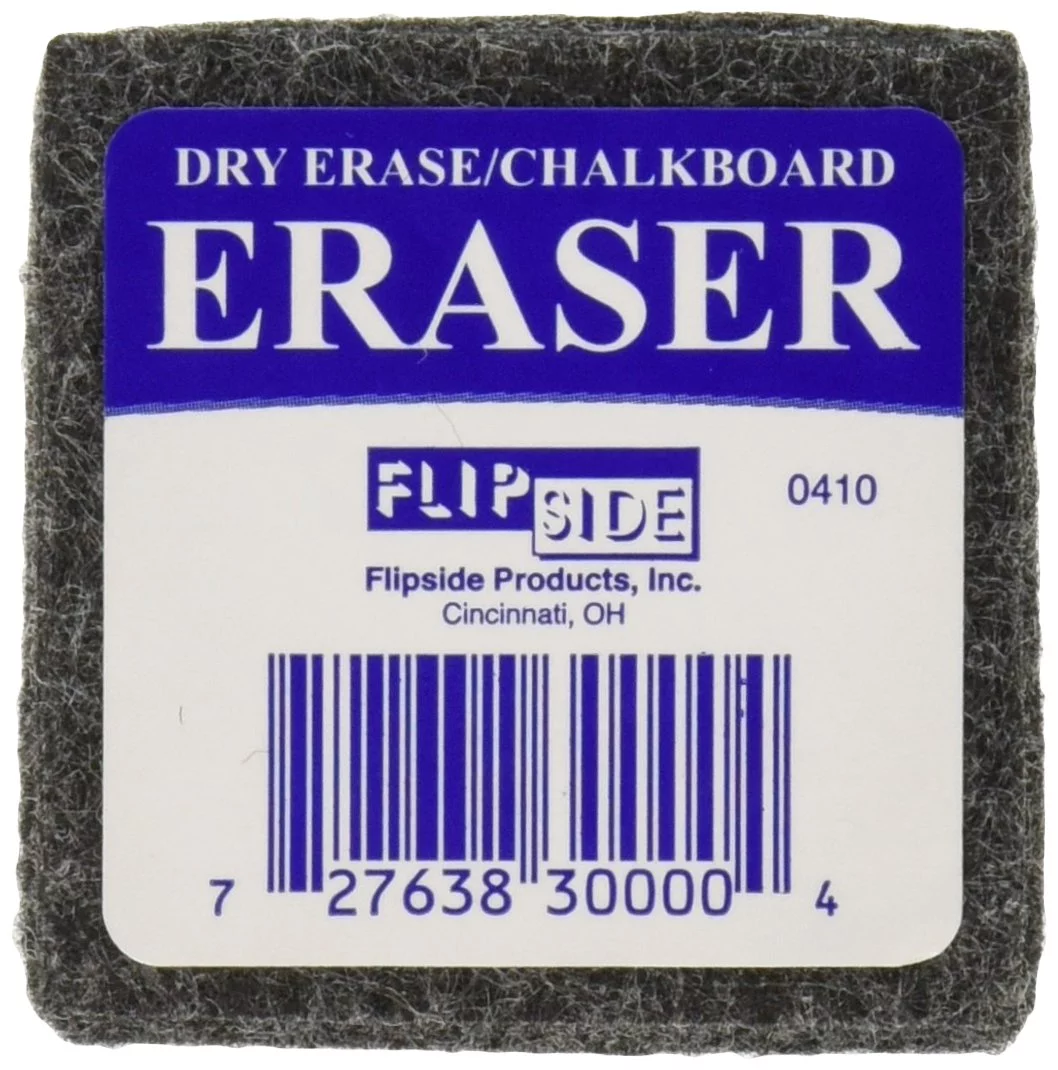 DRY ERASE/CHALKBOARD
ERASER
FLIP SIDE
0410
Flipside Products, Inc.
Cincinnati, OH
7 27638 30000 4